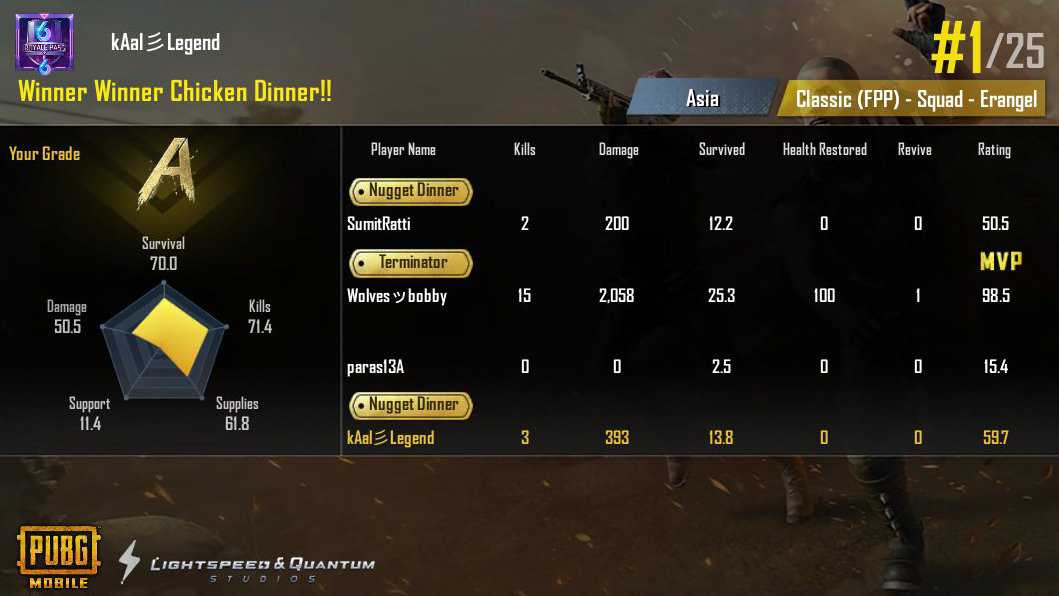 6
ROYALE PASS
6
kAal彡Legend
Winner Winner Chicken Dinner!!
#1/25
Asia
Classic (FPP) - Squad - Erangel
Your Grade
A
Survival
70.0
Damage
50.5
Kills
71.4
Support
11.4
Supplies
61.8
Player Name Kills Damage Survived Health Restored Revive Rating
Nugget Dinner
SumitRatti 2 200 12.2 0 0 50.5
Terminator MVP
Wolvesツbobby 15 2,058 25.3 100 1 98.5
paras13A 0 0 2.5 0 0 15.4
Nugget Dinner
kAal彡Legend 3 393 13.8 0 0 59.7
PUBG
MOBILE
LIGHTSPEED & QUANTUM
STUDIOS